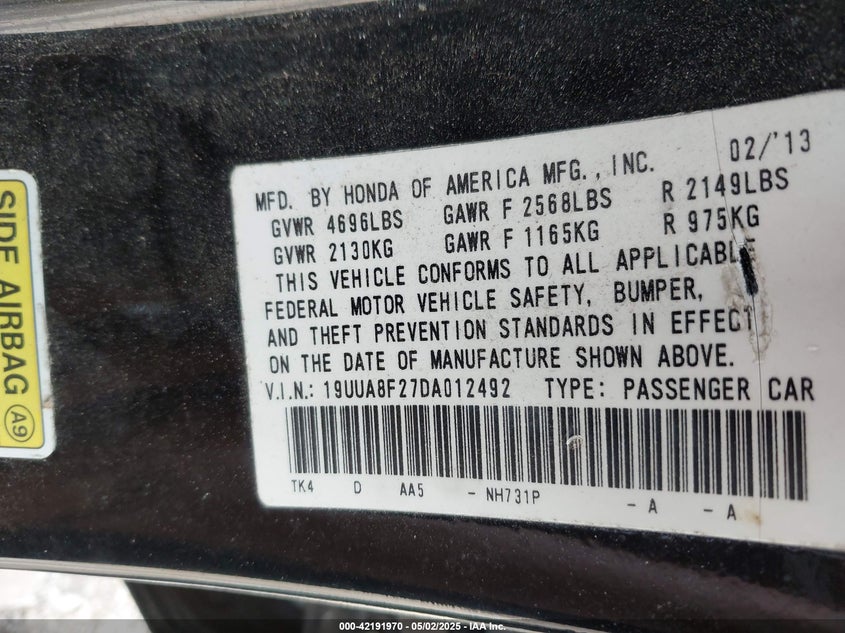 02/'13
MFD. BY HONDA OF AMERICA MFG., INC.
GVWR 4696LBS GAWR F 2568LBS R 2149LBS
GVWR 2130KG GAWR F 1165KG R 975KG
THIS VEHICLE CONFORMS TO ALL APPLICABLE
FEDERAL MOTOR VEHICLE SAFETY, BUMPER,
AND THEFT PREVENTION STANDARDS IN EFFECT
ON THE DATE OF MANUFACTURE SHOWN ABOVE.
V.I.N.: 19UUA8F27DA012492 TYPE: PASSENGER CAR
TK4 D AA5 - NH731P - A - A
SIDE AIRBAG A9
000-42191970 - 05/02/2025 - IAA Inc.